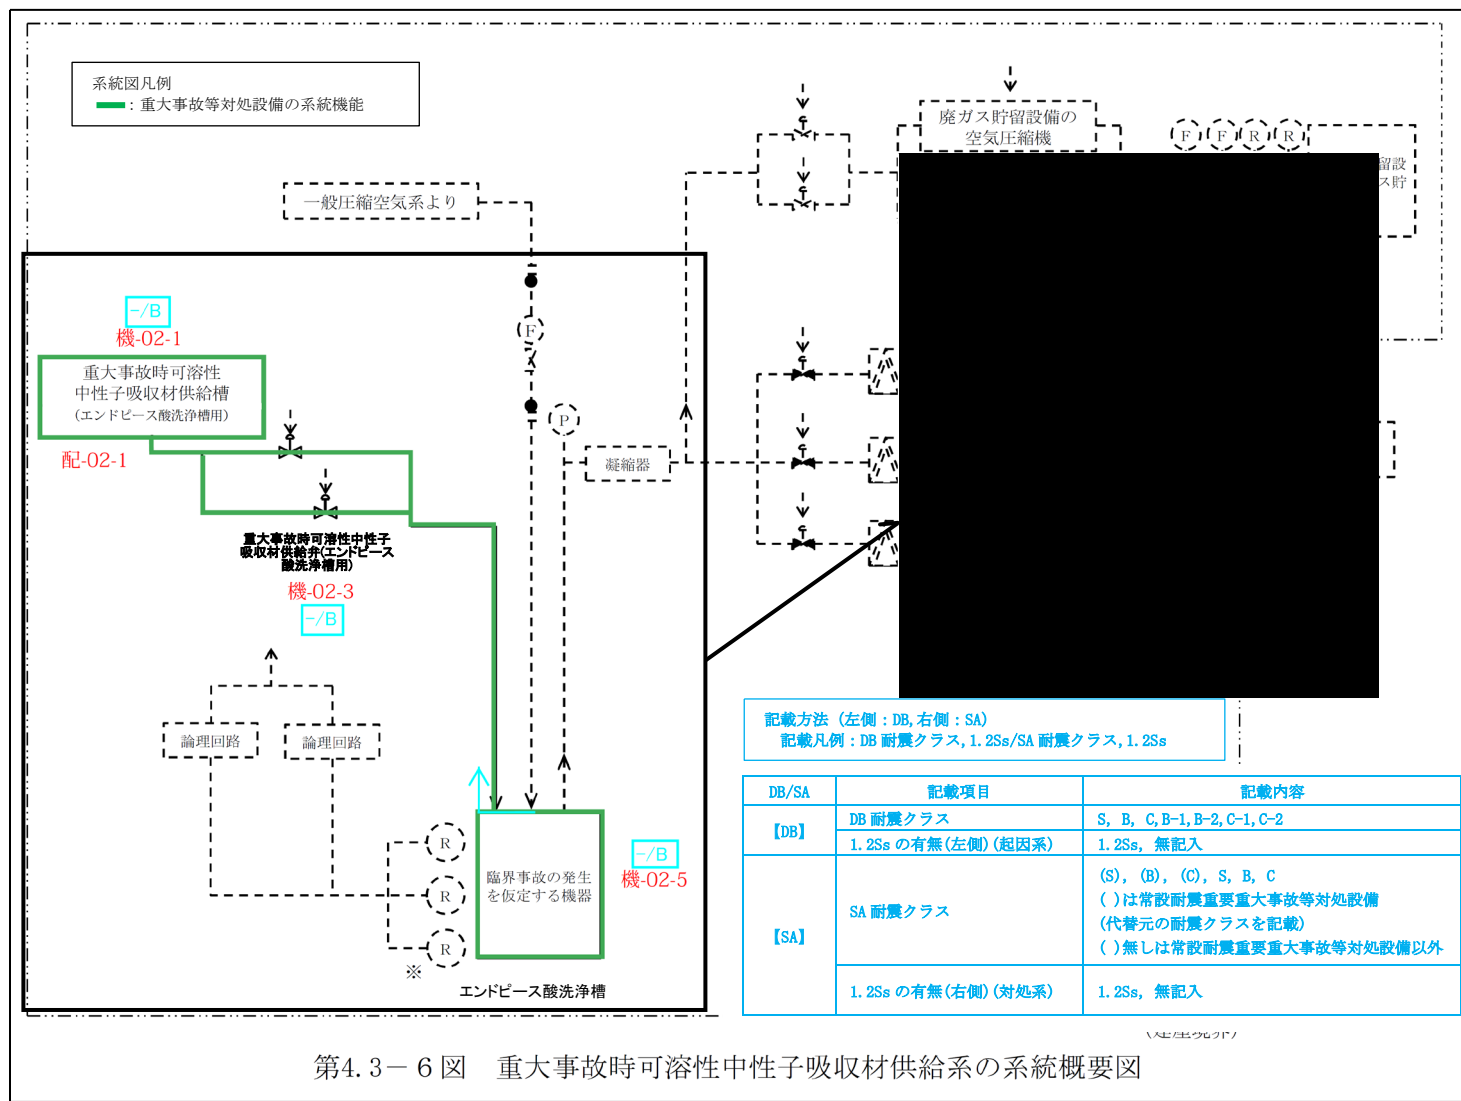 系統図凡例
：重大事故等対処設備の系統機能
廃ガス貯留設備の
空気圧縮機
F F R R
留設
ス貯
一般圧縮空気系より
-/B
機-02-1
重大事故時可溶性
中性子吸収材供給槽
(エンドピース酸洗浄槽用)
配-02-1
F
P
凝縮器
重大事故時可溶性中性子
吸収材供給弁(エンドピース
酸洗浄槽用)
機-02-3
-/B
論理回路
論理回路
R
R
R
※
臨界事故の発生
を仮定する機器
-/B
機-02-5
エンドピース酸洗浄槽
記載方法 (左側：DB, 右側：SA)
記載凡例：DB 耐震クラス, 1.2Ss/SA 耐震クラス, 1.2Ss
DB/SA 記載項目 記載内容
【DB】 DB 耐震クラス S, B, C, B-1, B-2, C-1, C-2
1.2Ss の有無(左側)(起因系) 1.2Ss, 無記入
【SA】 SA 耐震クラス (S), (B), (C), S, B, C
( )は常設耐震重要重大事故等対処設備
(代替元の耐震クラスを記載)
( )無しは常設耐震重要重大事故等対処設備以外
1.2Ss の有無(右側)(対処系) 1.2Ss, 無記入
第4.3－6図 重大事故時可溶性中性子吸収材供給系の系統概要図